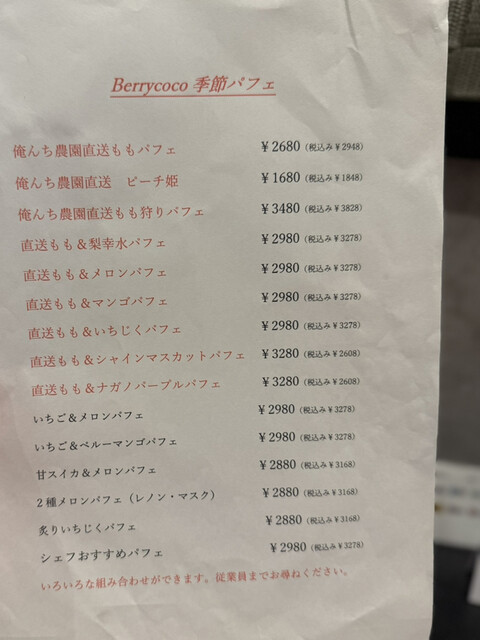 Berrycoco 季節パフェ
俺んち農園直送ももパフェ ￥2680（税込み￥2948）
俺んち農園直送　ピーチ姫 ￥1680（税込み￥1848）
俺んち農園直送もも狩りパフェ ￥3480（税込み￥3828）
直送もも＆梨幸水パフェ ￥2980（税込み￥3278）
直送もも＆メロンパフェ ￥2980（税込み￥3278）
直送もも＆マンゴパフェ ￥2980（税込み￥3278）
直送もも＆いちじくパフェ ￥2980（税込み￥3278）
直送もも＆シャインマスカットパフェ ￥3280（税込み￥2608）
直送もも＆ナガノパープルパフェ ￥3280（税込み￥2608）
いちご＆メロンパフェ ￥2980（税込み￥3278）
いちご＆ペルーマンゴパフェ ￥2980（税込み￥3278）
甘スイカ＆メロンパフェ ￥2880（税込み￥3168）
２種メロンパフェ（レノン・マスク） ￥2880（税込み￥3168）
炙りいちじくパフェ ￥2880（税込み￥3168）
シェフおすすめパフェ ￥2980（税込み￥3278）
いろいろな組み合わせができます。従業員までお尋ねください。